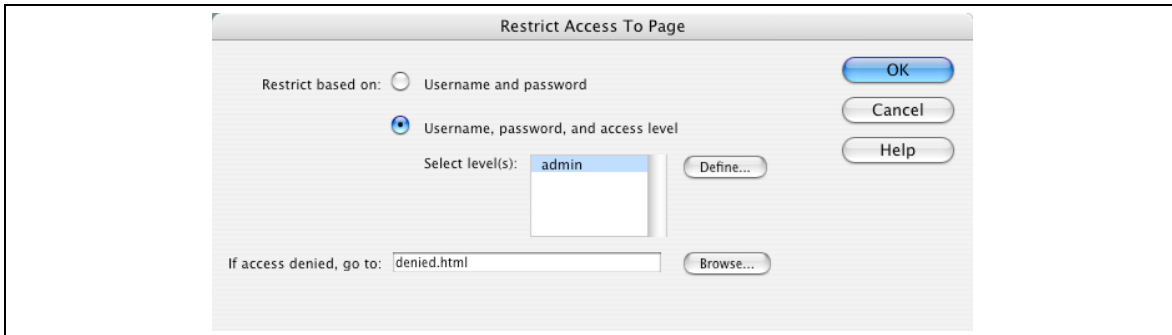 Restrict Access To Page
Restrict based on: Username and password
Username, password, and access level
Select level(s): admin
Define...
If access denied, go to: denied.html
Browse...
OK
Cancel
Help